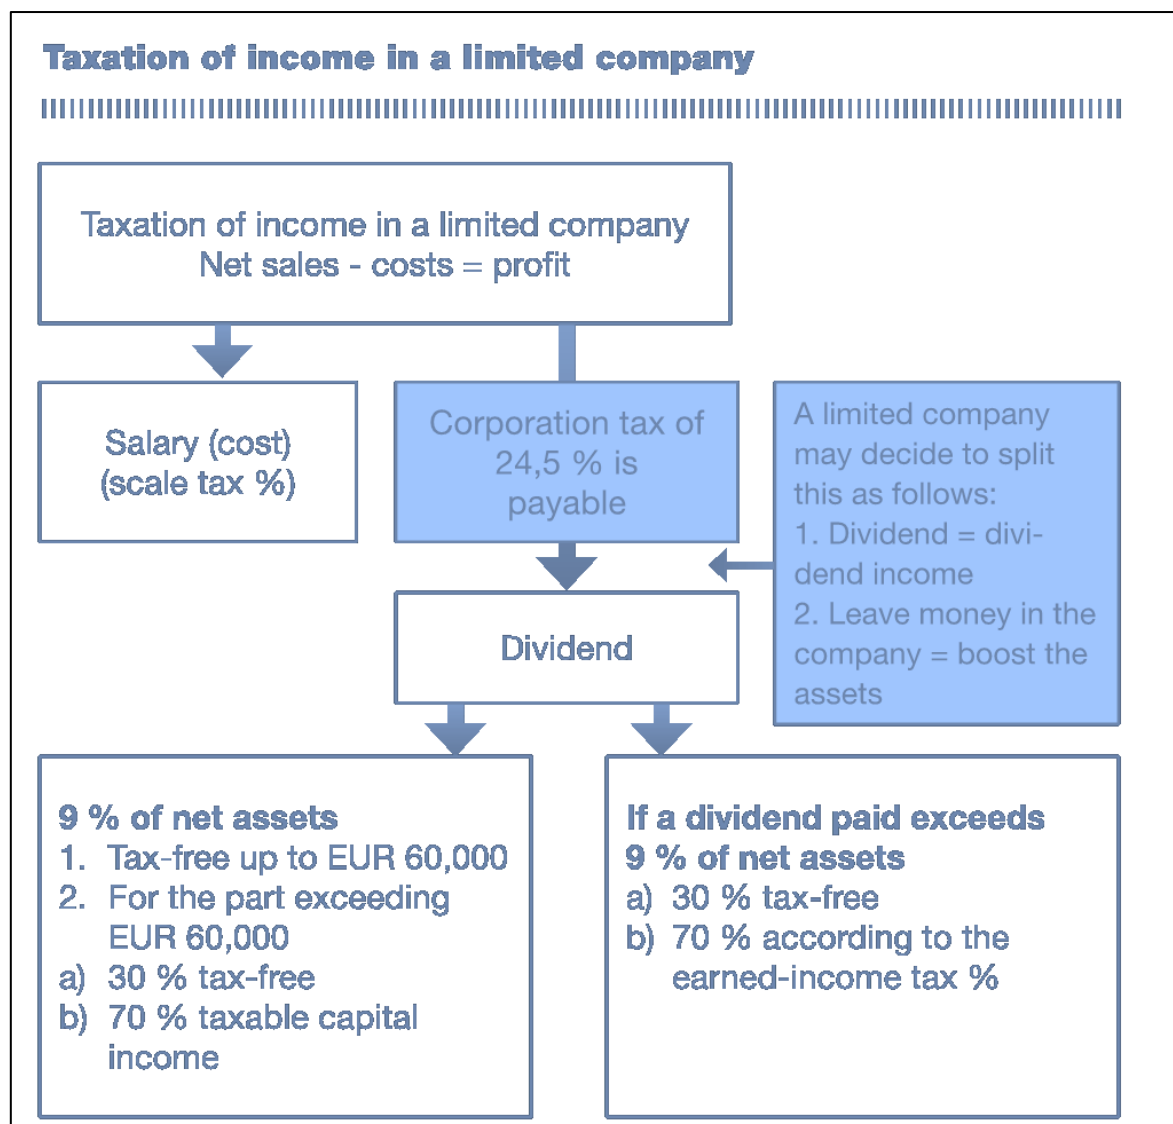 Taxation of income in a limited company
Taxation of income in a limited company
Net sales - costs = profit
Salary (cost)
(scale tax %)
Corporation tax of
24,5 % is
payable
A limited company
may decide to split
this as follows:
1. Dividend = divi-
dend income
2. Leave money in the
company = boost the
assets
Dividend
9 % of net assets
1. Tax-free up to EUR 60,000
2. For the part exceeding
EUR 60,000
a) 30 % tax-free
b) 70 % taxable capital
income
If a dividend paid exceeds
9 % of net assets
a) 30 % tax-free
b) 70 % according to the
earned-income tax %